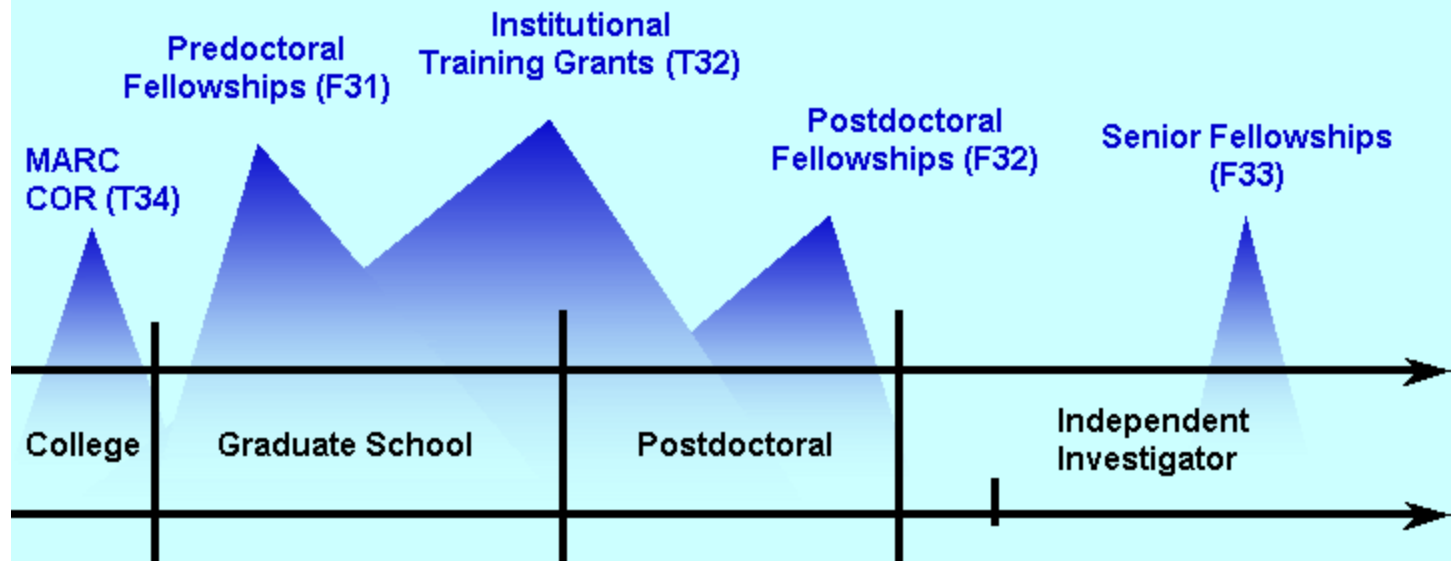 Institutional
Training Grants (T32)
Predoctoral
Fellowships (F31)
Postdoctoral
Fellowships (F32)
Senior Fellowships
(F33)
MARC
COR (T34)
College
Graduate School
Postdoctoral
Independent
Investigator